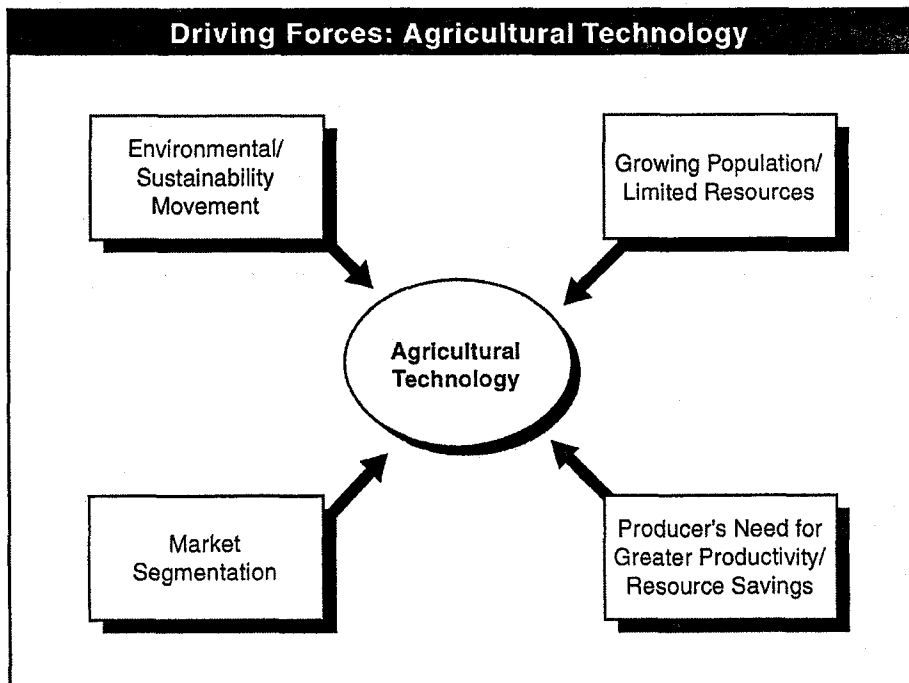 Driving Forces: Agricultural Technology
Environmental/
Sustainability
Movement
Growing Population/
Limited Resources
Agricultural
Technology
Market
Segmentation
Producer's Need for
Greater Productivity/
Resource Savings